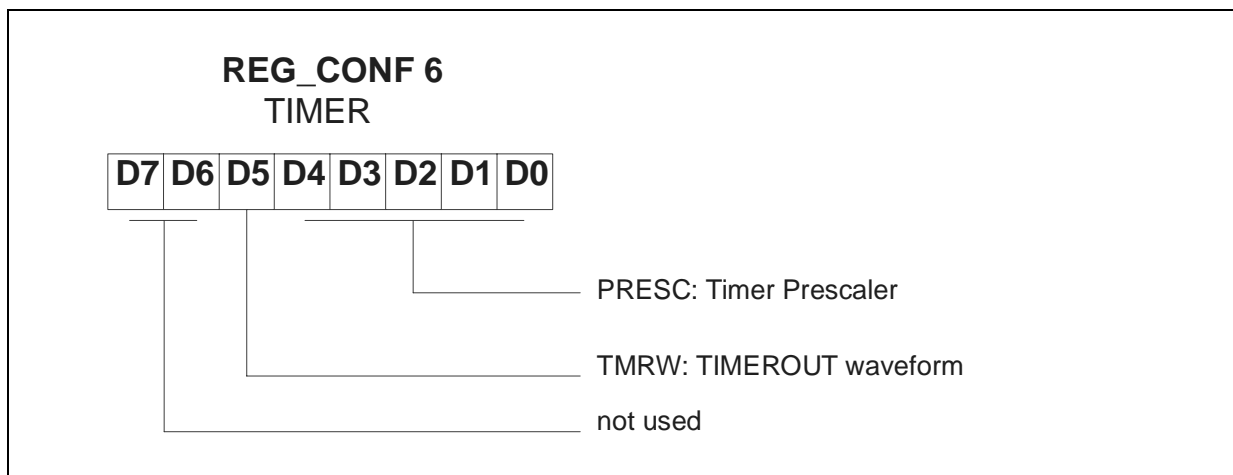 REG_CONF 6
TIMER
D7 D6 D5 D4 D3 D2 D1 D0
PRESC: Timer Prescaler
TMRW: TIMEROUT waveform
not used